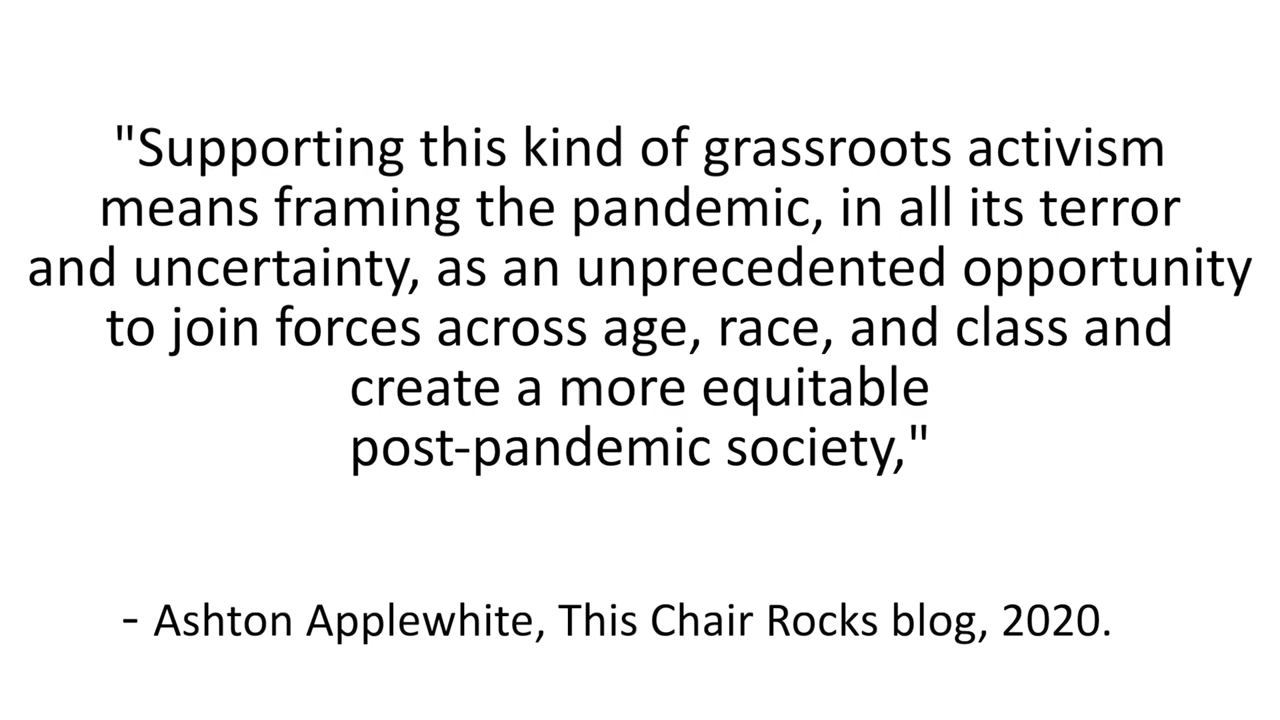 "Supporting this kind of grassroots activism
means framing the pandemic, in all its terror
and uncertainty, as an unprecedented opportunity
to join forces across age, race, and class and
create a more equitable
post-pandemic society,"
- Ashton Applewhite, This Chair Rocks blog, 2020.